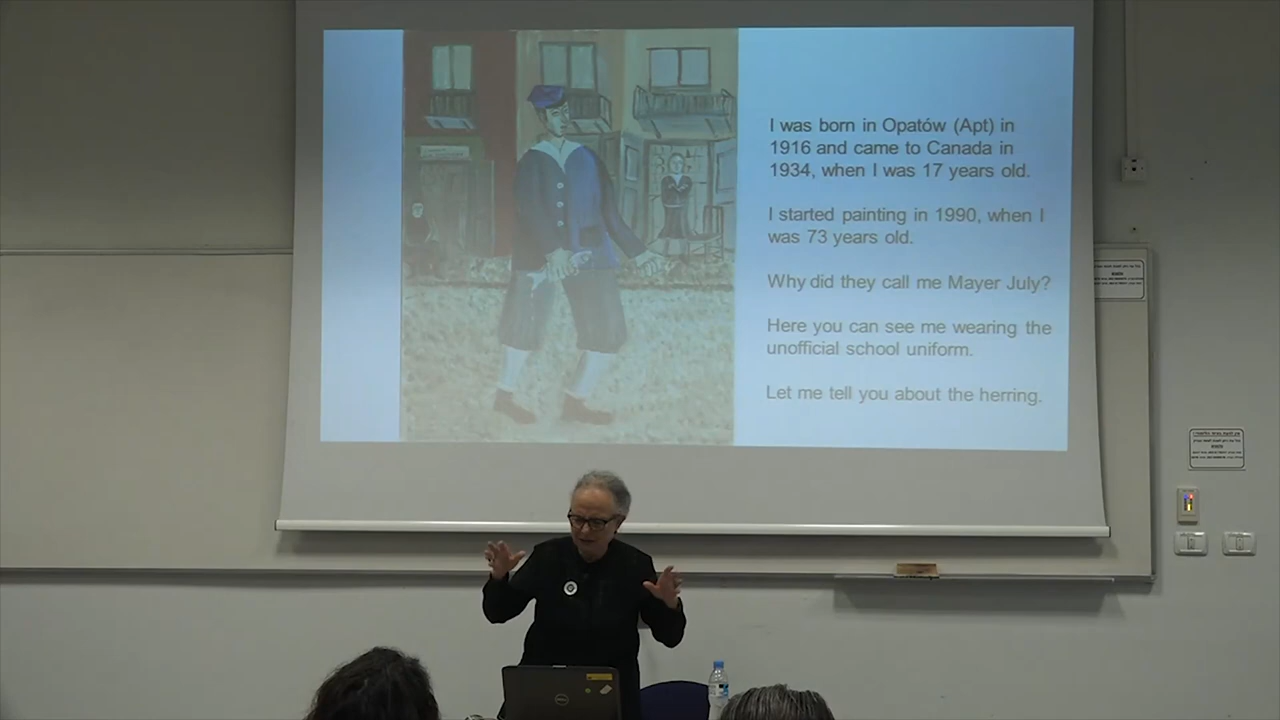 I was born in Opatów (Apt) in
1916 and came to Canada in
1934, when I was 17 years old.
I started painting in 1990, when I
was 73 years old.
Why did they call me Mayer July?
Here you can see me wearing the
unofficial school uniform.
Let me tell you about the herring.
DELL